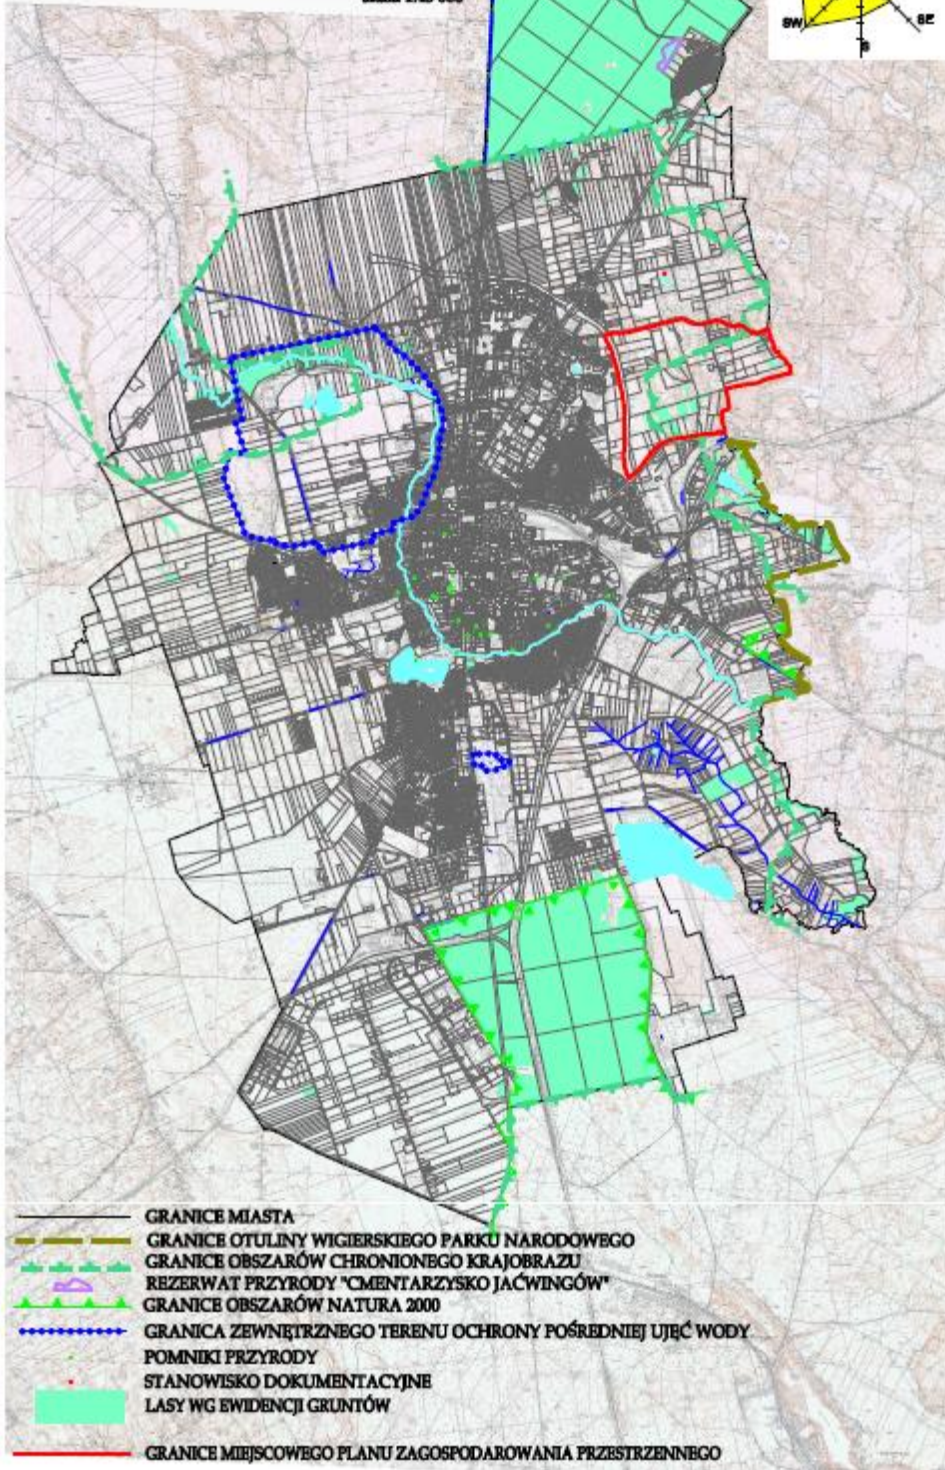 SW
SE
S
GRANICE MIASTA
GRANICE OTULINY WIGIERSKIEGO PARKU NARODOWEGO
GRANICE OBSZARÓW CHRONIONEGO KRAJOBRAZU
REZERWAT PRZYRODY "CMENTARZYSKO JAĆWINGÓW"
GRANICE OBSZARÓW NATURA 2000
GRANICA ZEWNĘTRZNEGO TERENU OCHRONY POŚREDNIEJ UJĘĆ WODY
POMNIKI PRZYRODY
STANOWISKO DOKUMENTACYJNE
LASY WG EWIDENCJI GRUNTÓW
GRANICE MIEJSCOWEGO PLANU ZAGOSPODAROWANIA PRZESTRZENNEGO